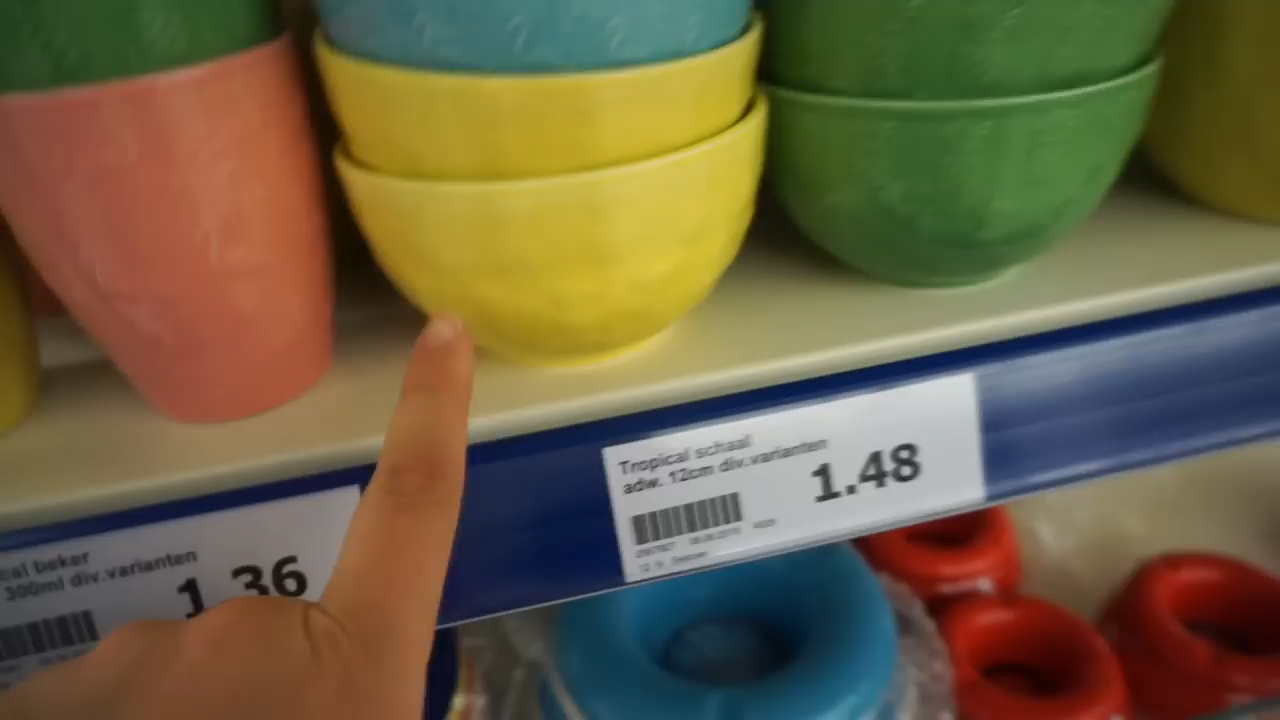 Tropical schaal
adw. 12cm div.varianten
1.48
cal beker
300ml div.varianten
1.36